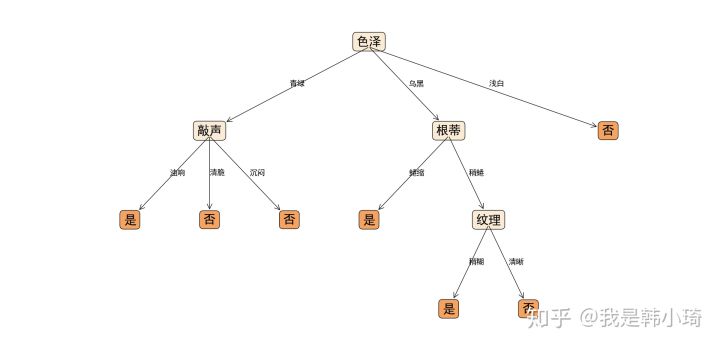 色泽
青绿 乌黑 浅白
敲声 根蒂 否
浊响 清脆 沉闷 蜷缩 稍蜷
是 否 否 是 纹理
稍糊 清晰
是 否
知乎 @我是韩小琦